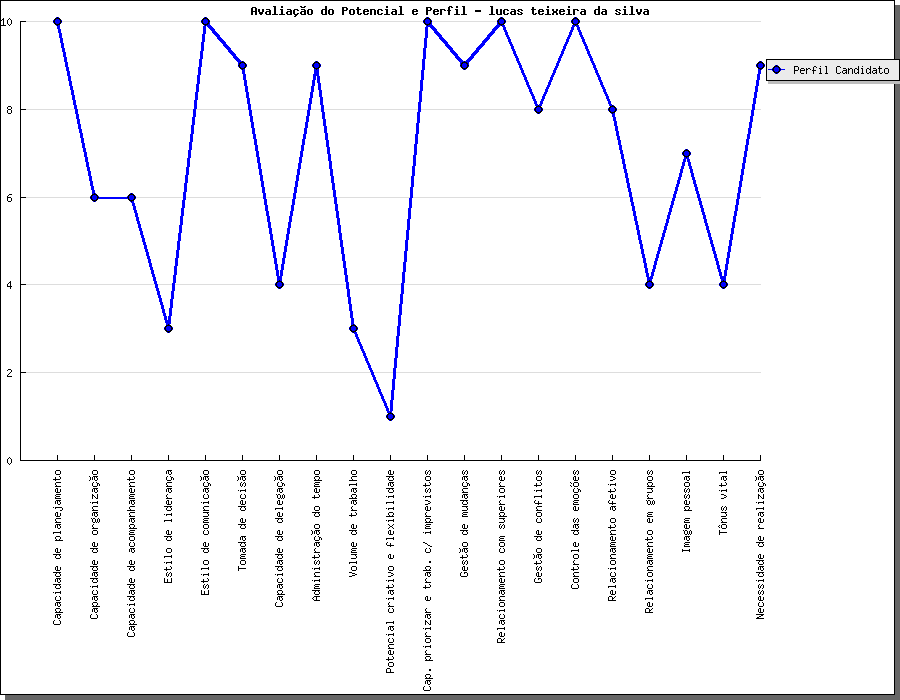 Avaliação do Potencial e Perfil - lucas teixeira da silva
10
8
6
4
2
0
Perfil Candidato
Capacidade de planejamento
Capacidade de organização
Capacidade de acompanhamento
Estilo de liderança
Estilo de comunicação
Tomada de decisão
Capacidade de delegação
Administração do tempo
Volume de trabalho
Potencial criativo e flexibilidade
Cap. priorizar e trab. c/ imprevistos
Gestão de mudanças
Relacionamento com superiores
Gestão de conflitos
Controle das emoções
Relacionamento afetivo
Relacionamento em grupos
Imagem pessoal
Tônus vital
Necessidade de realização